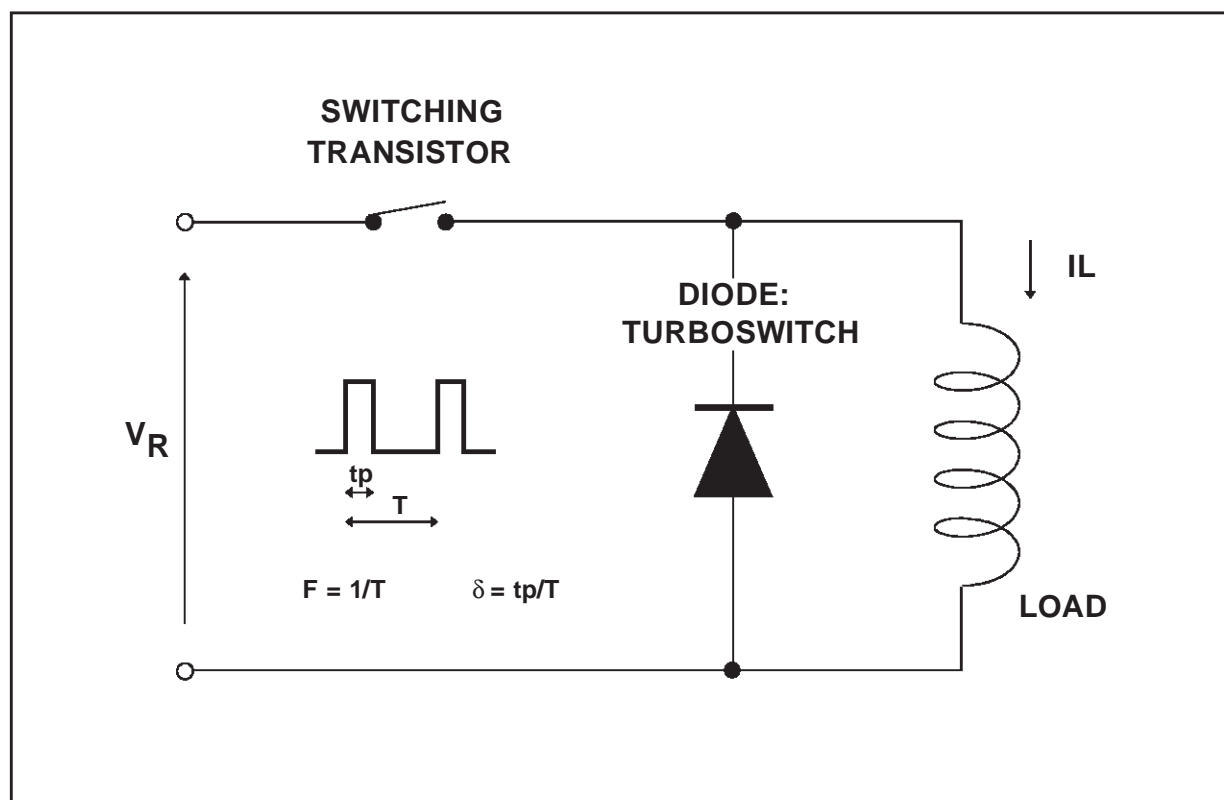 SWITCHING
TRANSISTOR
IL
DIODE:
TURBOSWITCH
VR
tp
T
F = 1/T δ = tp/T
LOAD